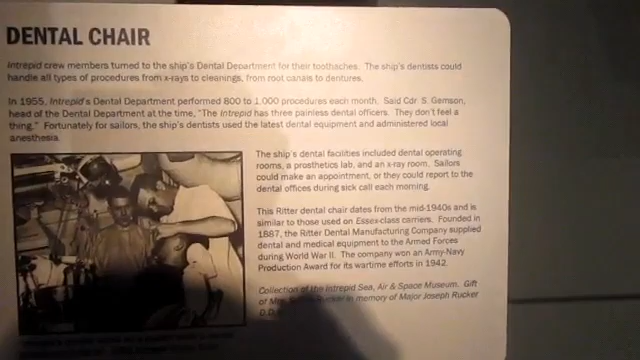 DENTAL CHAIR
Intrepid crew members turned to the ship's Dental Department for their toothaches. The ship's dentists could
handle all types of procedures from x-rays to cleanings, from root canals to dentures.
In 1955, Intrepid's Dental Department performed 800 to 1,000 procedures each month. Said Cdr. S. Gamson,
head of the Dental Department at the time, "The Intrepid has three painless dental officers. They don't feel a
thing." Fortunately for sailors, the ship's dentists used the latest dental equipment and administered local
anesthesia.
The ship's dental facilities included dental operating
rooms, a prosthetics lab, and an x-ray room. Sailors
could make an appointment, or they could report to the
dental offices during sick call each morning.
This Ritter dental chair dates from the mid-1940s and is
similar to those used on Essex-class carriers. Founded in
1887, the Ritter Dental Manufacturing Company supplied
dental and medical equipment to the Armed Forces
during World War II. The company won an Army-Navy
Production Award for its wartime efforts in 1942.
Collection of the Intrepid Sea, Air & Space Museum. Gift
of Rucker in memory of Major Joseph Rucker
D.D.